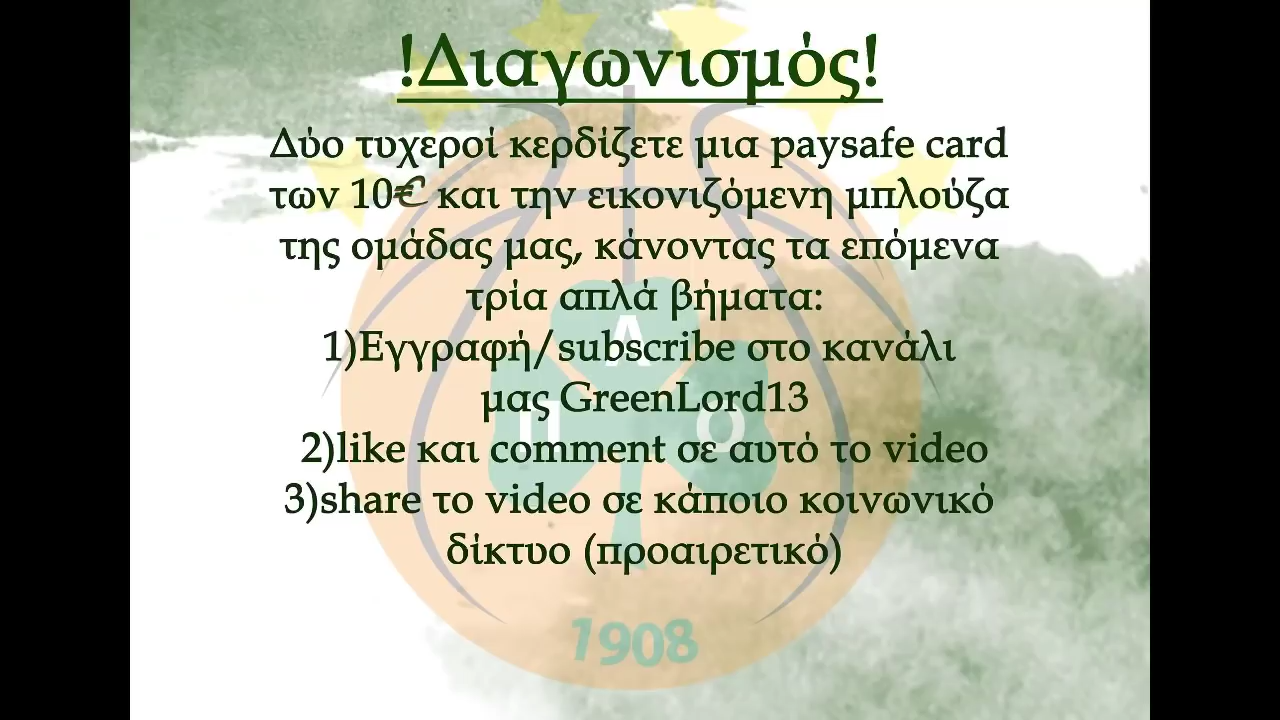 !Διαγωνισμός!
Δύο τυχεροί κερδίζετε μια paysafe card
των 10€ και την εικονιζόμενη μπλούζα
της ομάδας μας, κάνοντας τα επόμενα
τρία απλά βήματα:
1)Εγγραφή/subscribe στο κανάλι
μας GreenLord13
2)like και comment σε αυτό το video
3)share το video σε κάποιο κοινωνικό
δίκτυο (προαιρετικό)
Α
Π Ο
1908